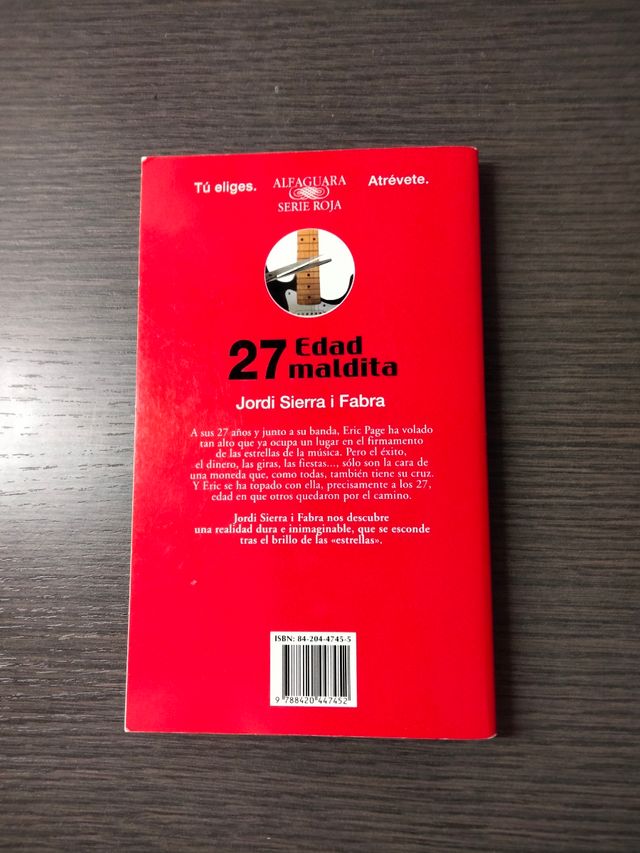 Tú eliges.
ALFAGUARA
SERIE ROJA
Atrévete.
27 Edad maldita
Jordi Sierra i Fabra
A sus 27 años y junto a su banda, Eric Page ha volado
tan alto que ya ocupa un lugar en el firmamento
de las estrellas de la música. Pero el éxito,
el dinero, las giras, las fiestas..., sólo son la cara de
una moneda que, como todas, también tiene su cruz.
Y Eric se ha topado con ella, precisamente a los 27,
edad en que otros quedaron por el camino.
Jordi Sierra i Fabra nos descubre
una realidad dura e inimaginable, que se esconde
tras el brillo de las «estrellas».
ISBN: 84-204-4745-5
9 788420 447452